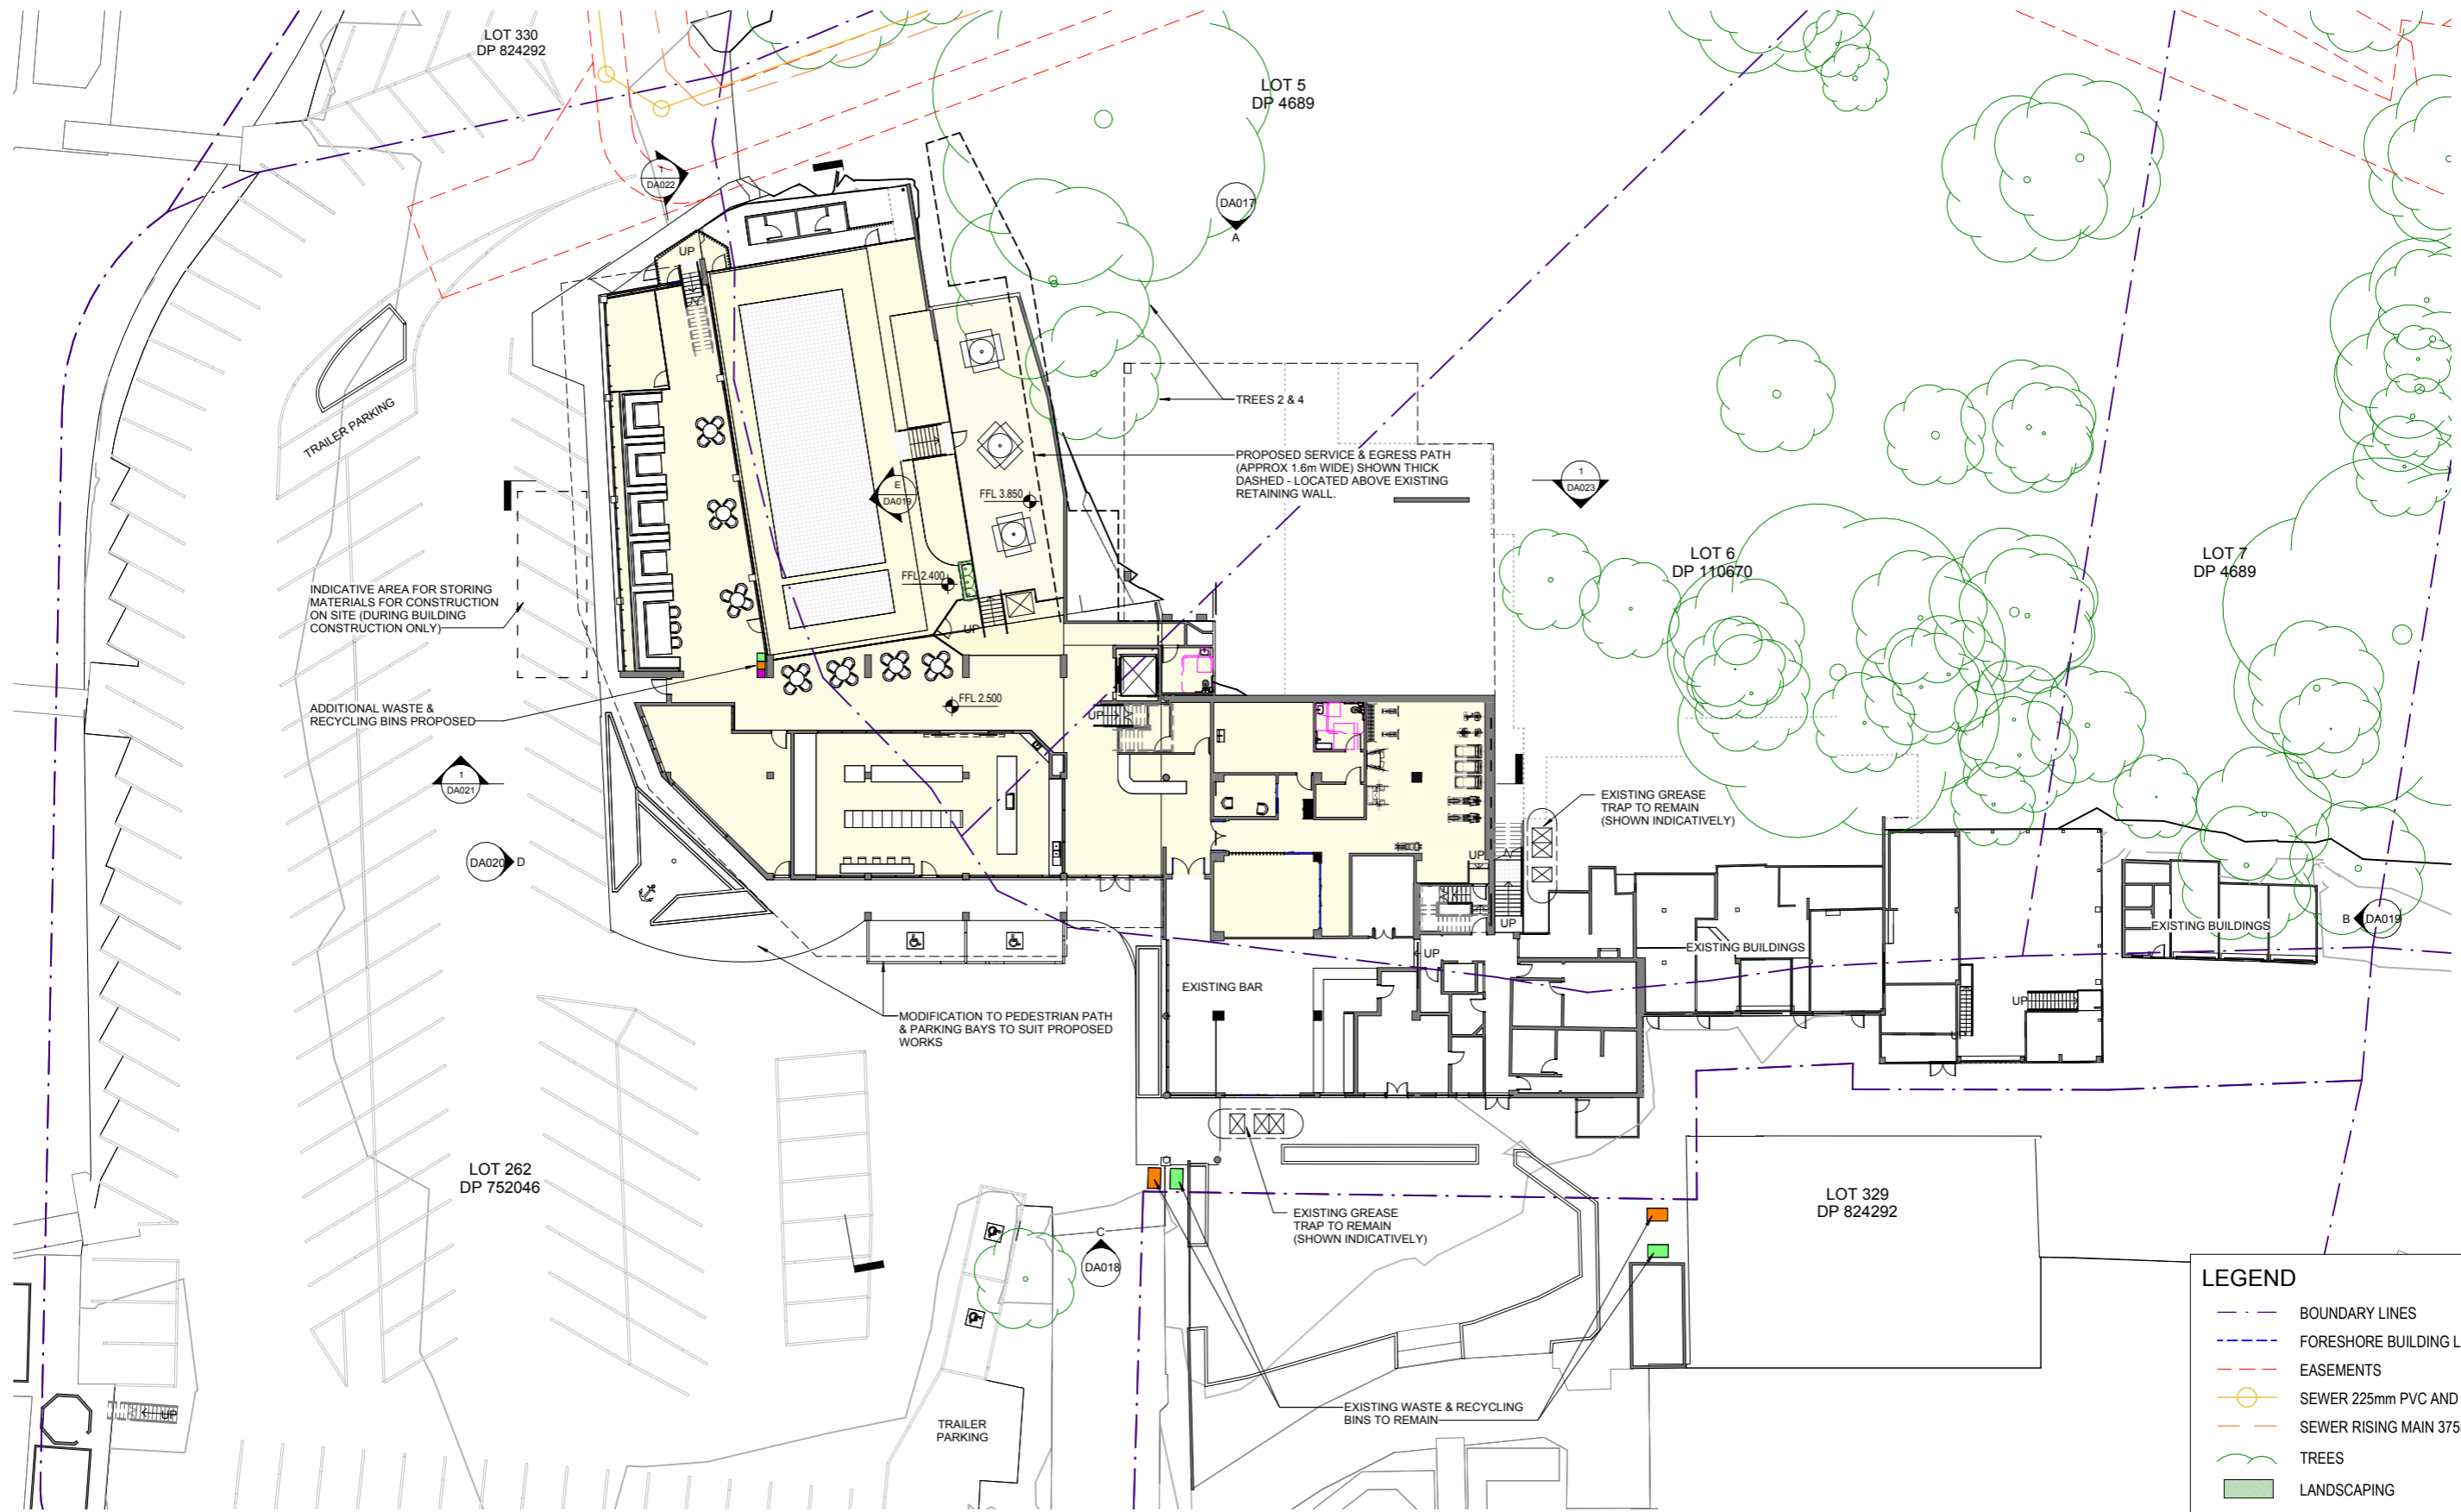 LOT 330
DP 824292
LOT 5
DP 4689
1
DA022
DA017
A
UP
TRAILER PARKING
TREES 2 & 4
PROPOSED SERVICE & EGRESS PATH
(APPROX 1.6m WIDE) SHOWN THICK
DASHED - LOCATED ABOVE EXISTING
RETAINING WALL.
E
DA019
FFL 3.850
1
DA023
LOT 6
DP 110670
LOT 7
DP 4689
FFL 2.400
INDICATIVE AREA FOR STORING
MATERIALS FOR CONSTRUCTION
ON SITE (DURING BUILDING
CONSTRUCTION ONLY)
UP
ADDITIONAL WASTE &
RECYCLING BINS PROPOSED
FFL 2.500
UP
1
DA021
EXISTING GREASE
TRAP TO REMAIN
(SHOWN INDICATIVELY)
DA020
D
UP
UP
EXISTING BUILDINGS
EXISTING BUILDINGS
B
DA019
UP
EXISTING BAR
UP
MODIFICATION TO PEDESTRIAN PATH
& PARKING BAYS TO SUIT PROPOSED
WORKS
LOT 262
DP 752046
LOT 329
DP 824292
EXISTING GREASE
TRAP TO REMAIN
(SHOWN INDICATIVELY)
C
DA018
UP
TRAILER
PARKING
EXISTING WASTE & RECYCLING
BINS TO REMAIN
LEGEND
BOUNDARY LINES
FORESHORE BUILDING L
EASEMENTS
SEWER 225mm PVC AND
SEWER RISING MAIN 375
TREES
LANDSCAPING